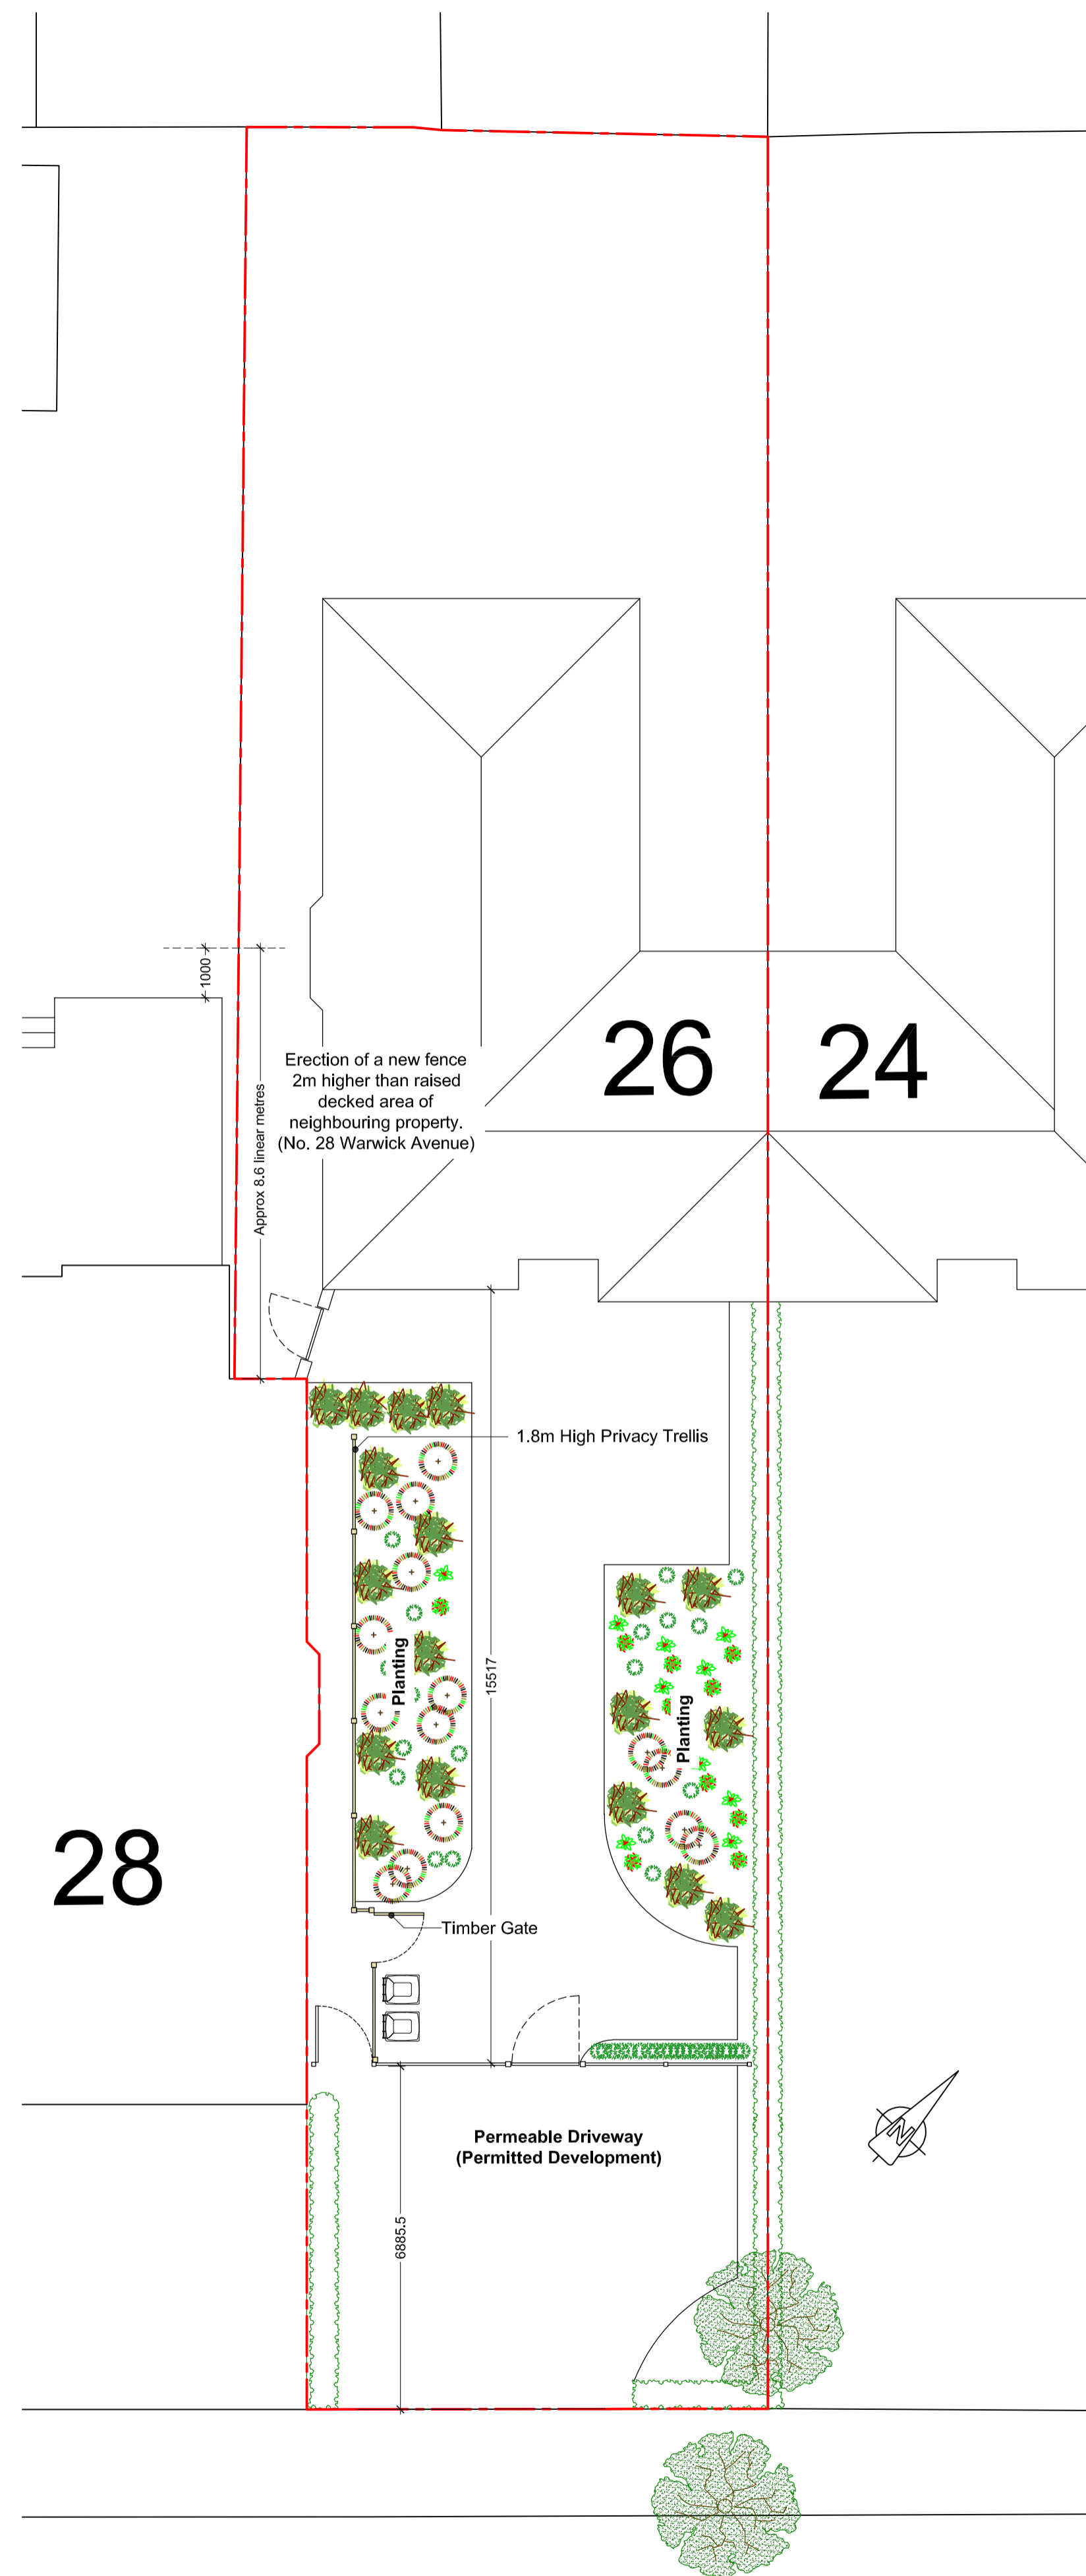 1000
Approx 8.6 linear metres
Erection of a new fence
2m higher than raised
decked area of
neighbouring property.
(No. 28 Warwick Avenue)
26
24
1.8m High Privacy Trellis
Planting
15517
Planting
28
Timber Gate
Permeable Driveway
(Permitted Development)
N
6885.5